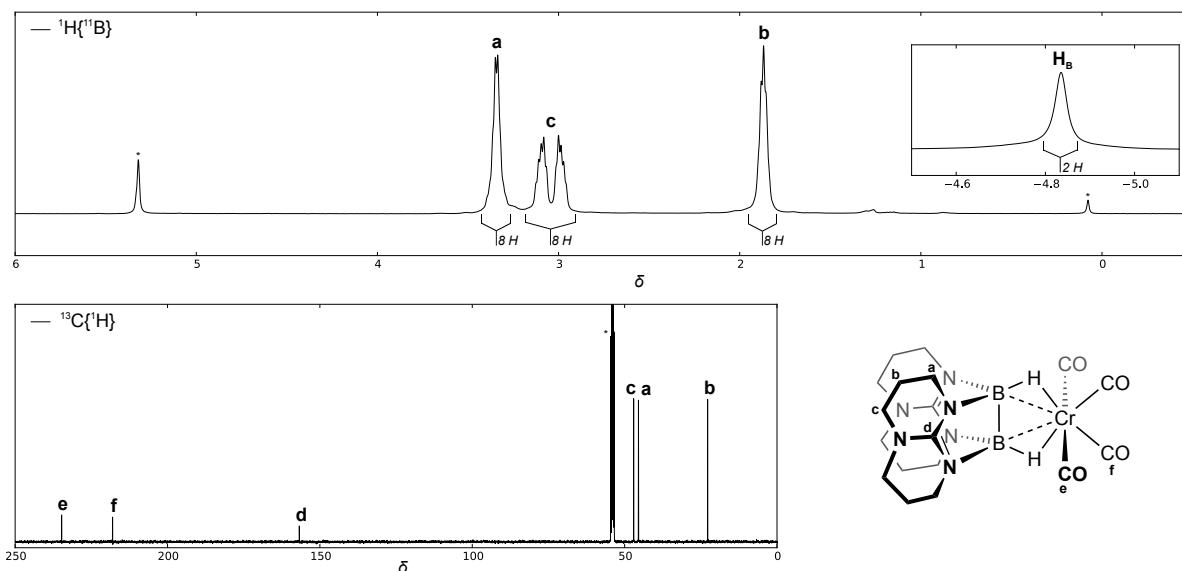 — ¹H{¹¹B}
a
b
c
H_B
2 H
−4.6 −4.8 −5.0
*
*
8 H 8 H 8 H
6 5 4 3 2 1 0
δ
— ¹³C{¹H}
*
c a b
e f d
250 200 150 100 50 0
δ
a
b
c
d
N
N
N
N
N
N
B
B
H
H
Cr
CO
CO
CO
CO
e
f